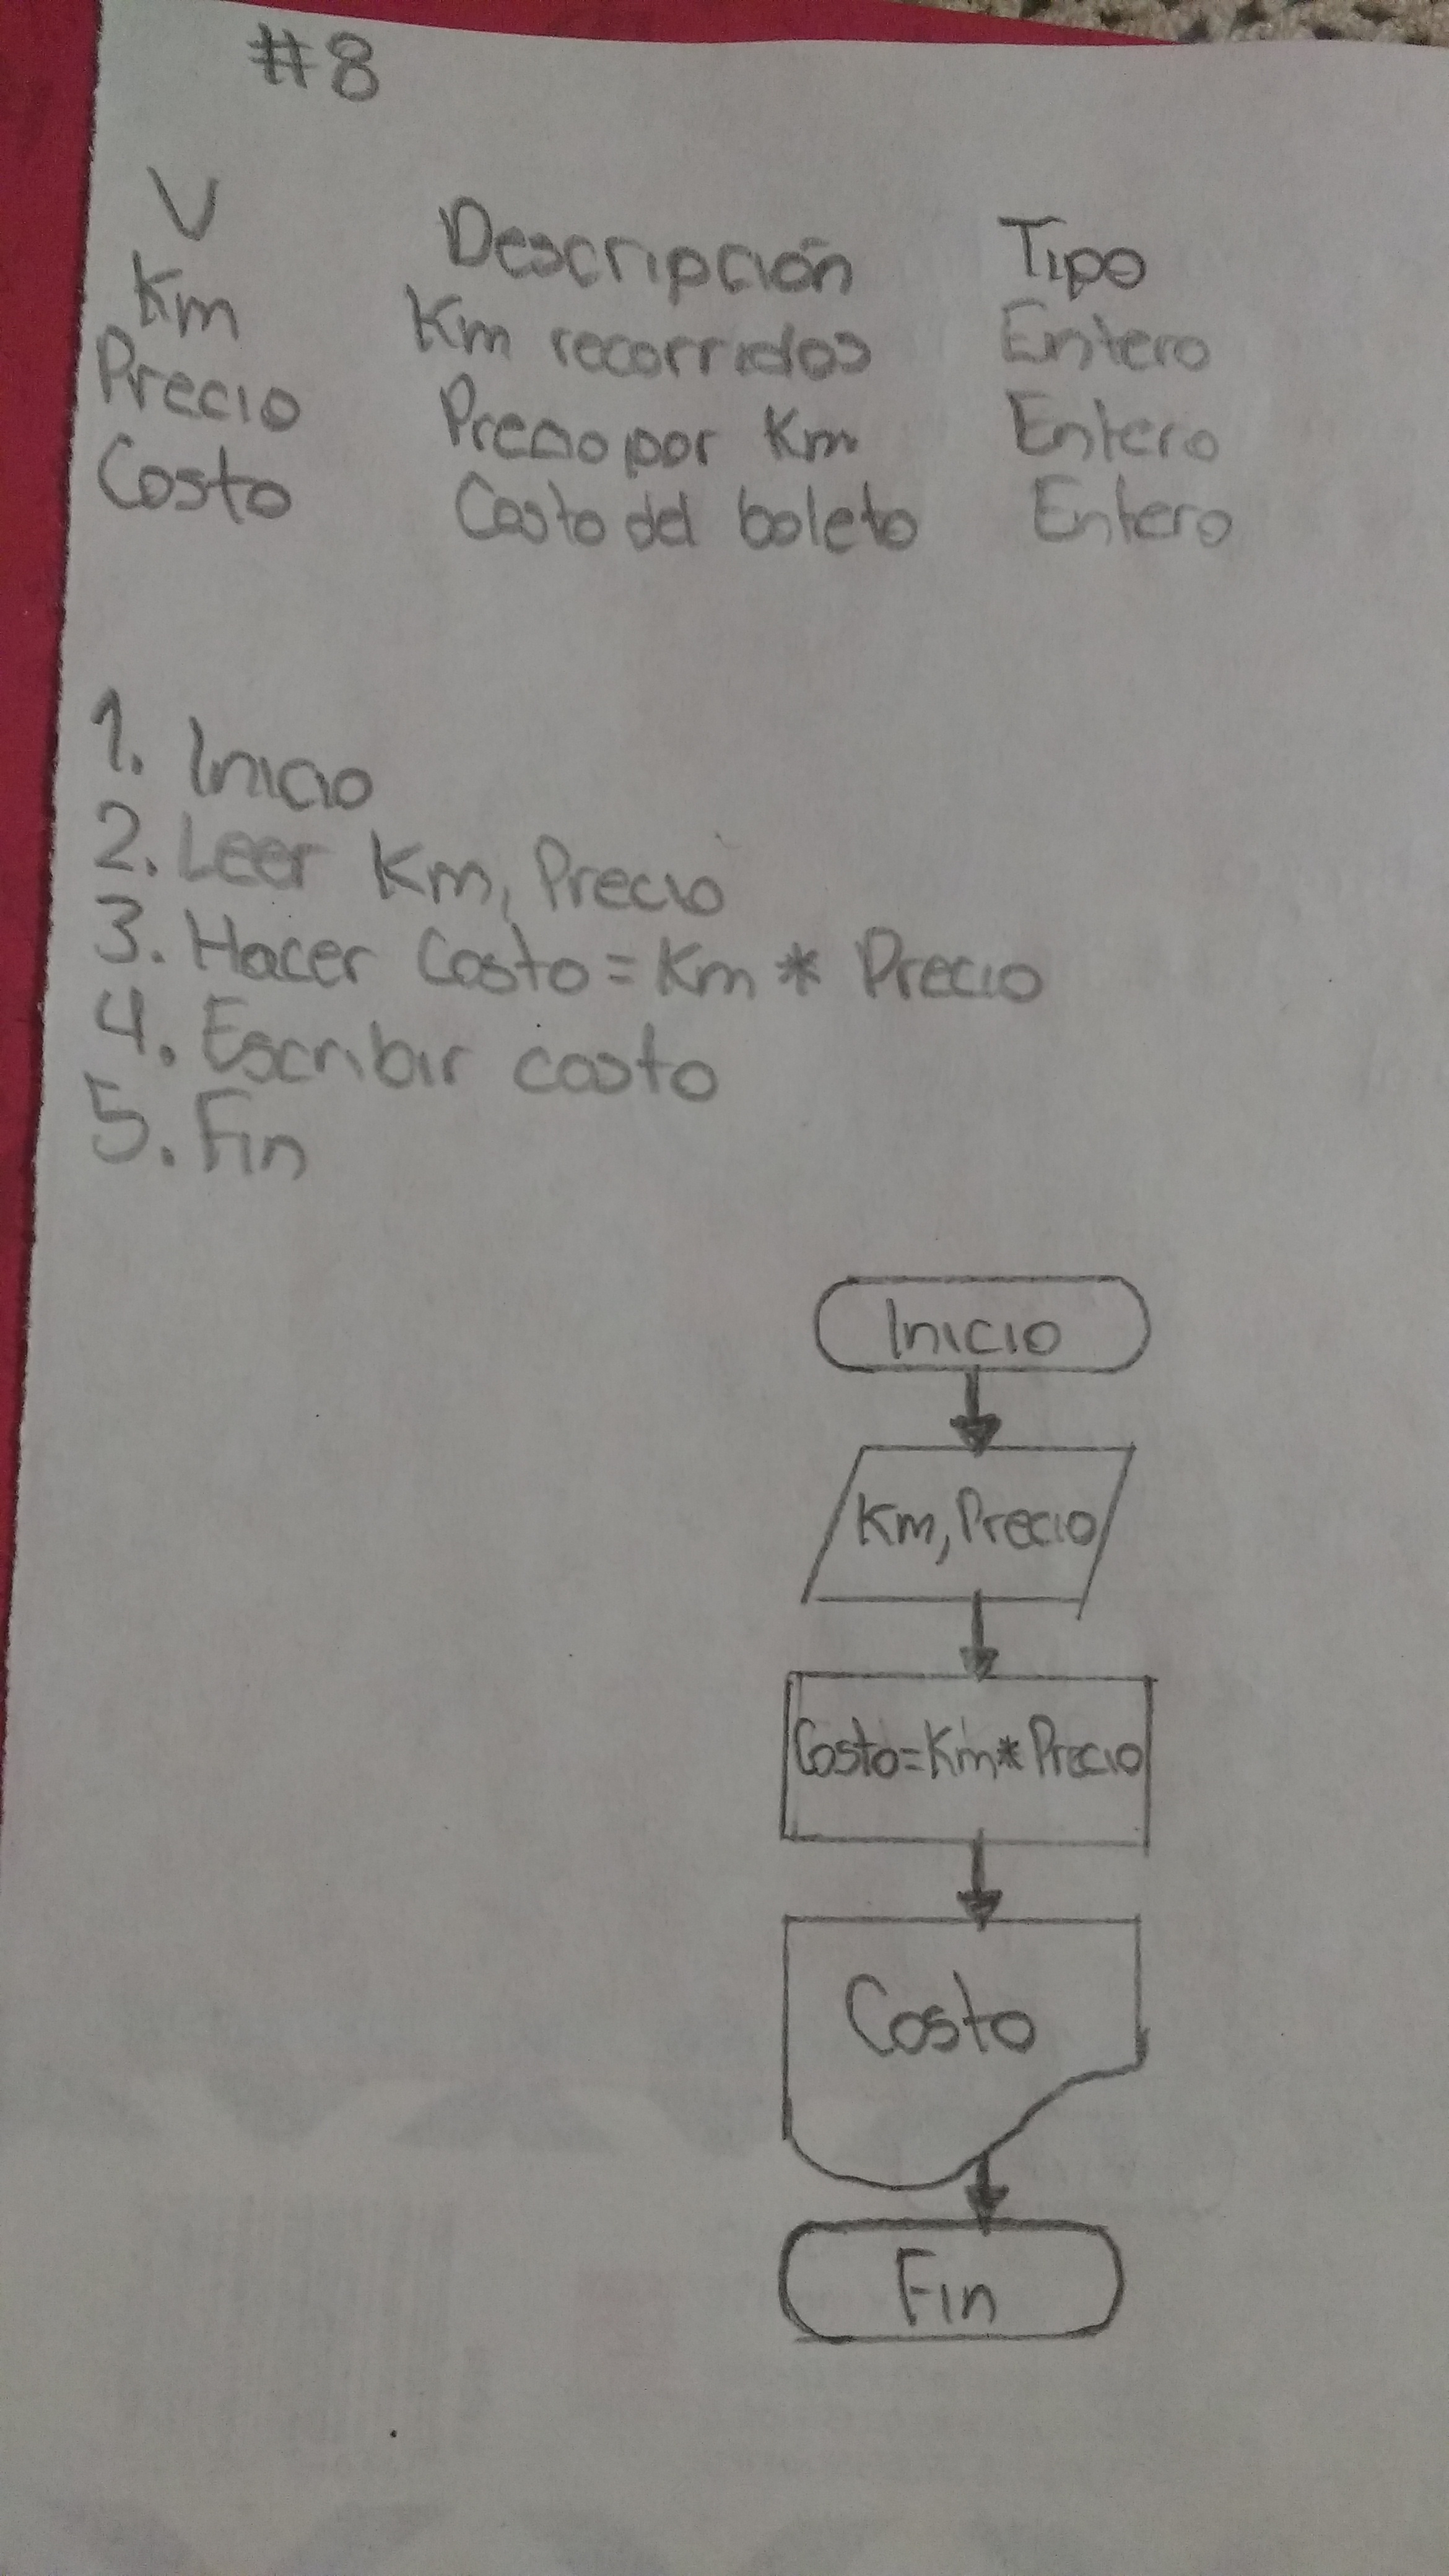 #8
V Descripción Tipo
Km Km recorridos Entero
Precio Precio por Km Entero
Costo Costo del boleto Entero
1. Inicio
2. Leer Km, Precio
3. Hacer Costo = Km * Precio
4. Escribir costo
5. Fin
Inicio
Km, Precio
Costo=Km*Precio
Costo
Fin